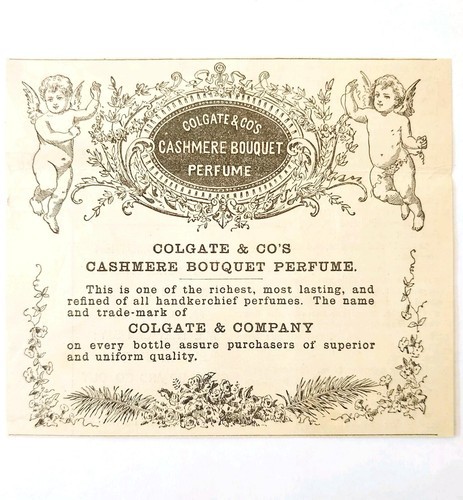 COLGATE & CO'S
CASHMERE BOUQUET
PERFUME
COLGATE & CO'S
CASHMERE BOUQUET PERFUME.
This is one of the richest, most lasting, and
refined of all handkerchief perfumes. The name
and trade-mark of
COLGATE & COMPANY
on every bottle assure purchasers of superior
and uniform quality.